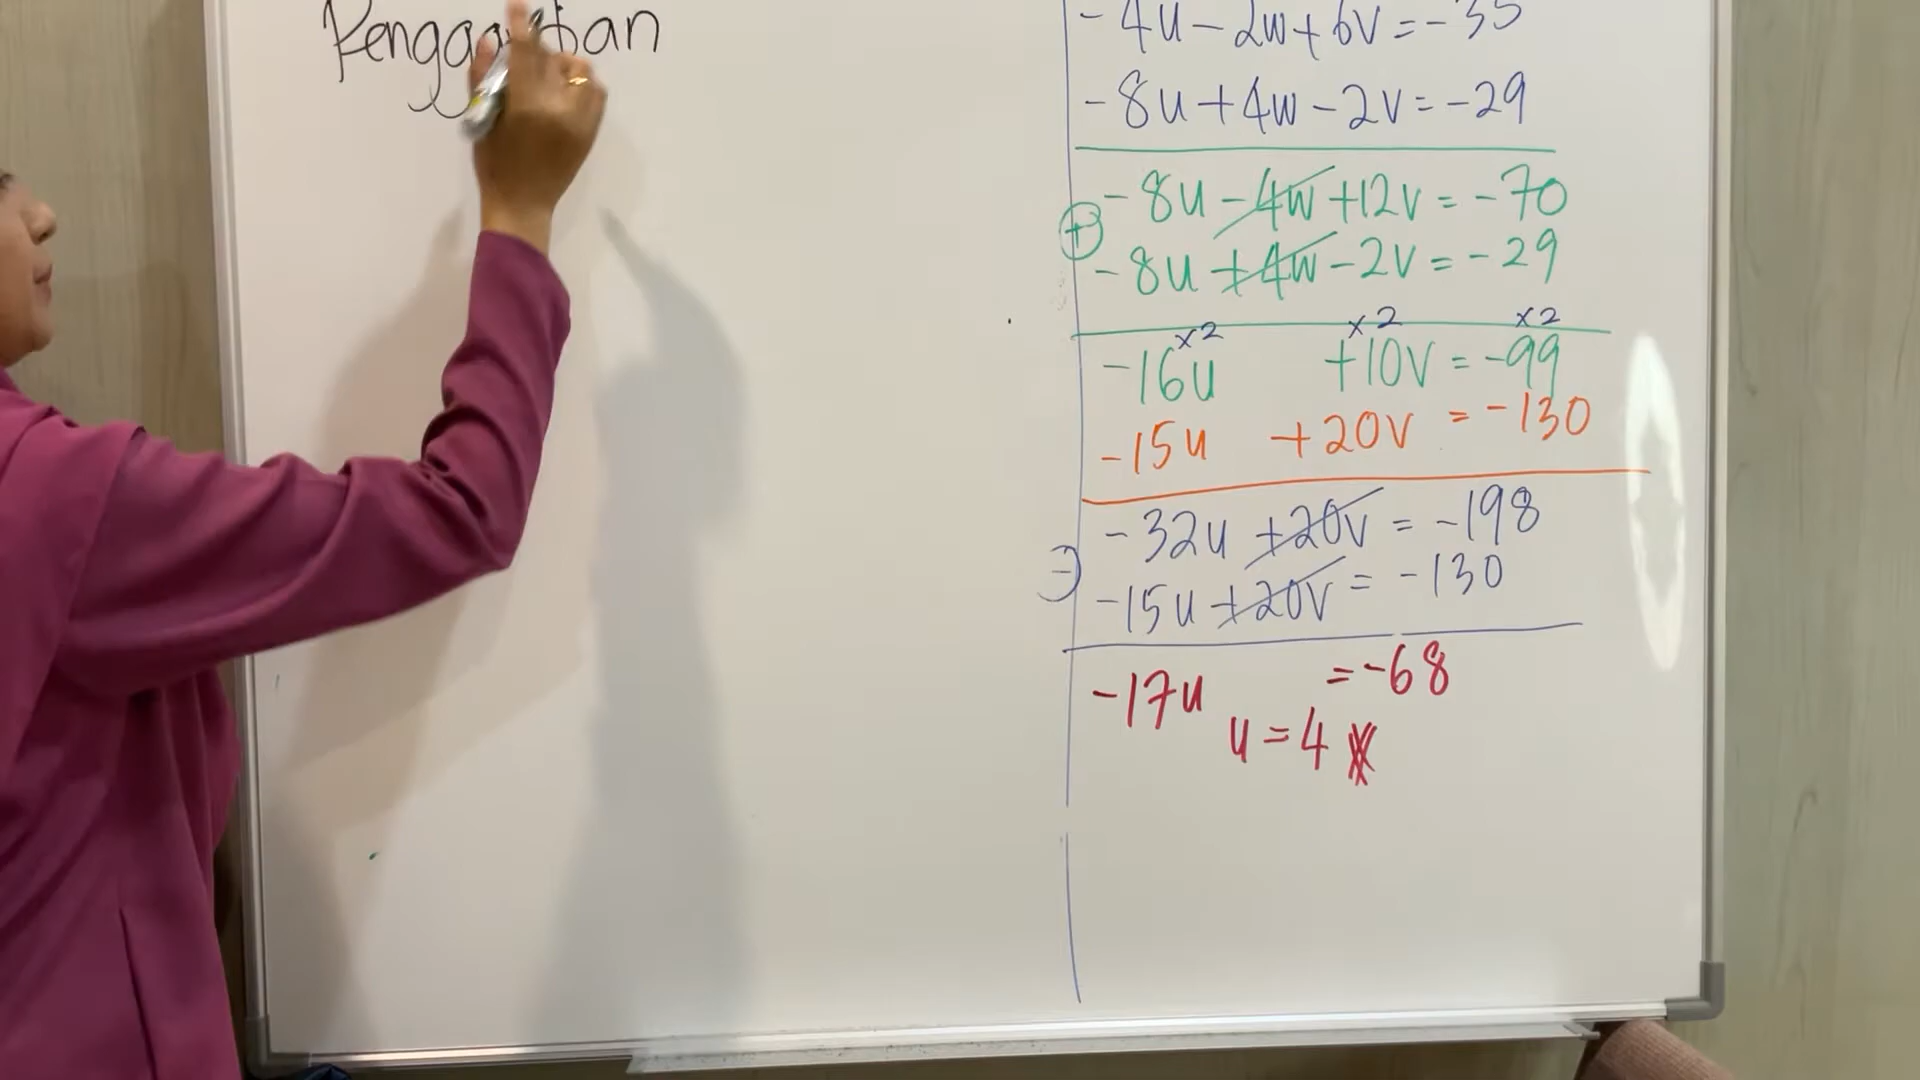 -4u-2w+6v=-35
-8u+4w-2v=-29
+
-8u-4w+12v=-70
-8u+4w-2v=-29
x2 x2 x2
-16u +10v=-99
-15u +20v=-130
-
-32u+20v=-198
-15u+20v=-130
-17u =-68
u=4